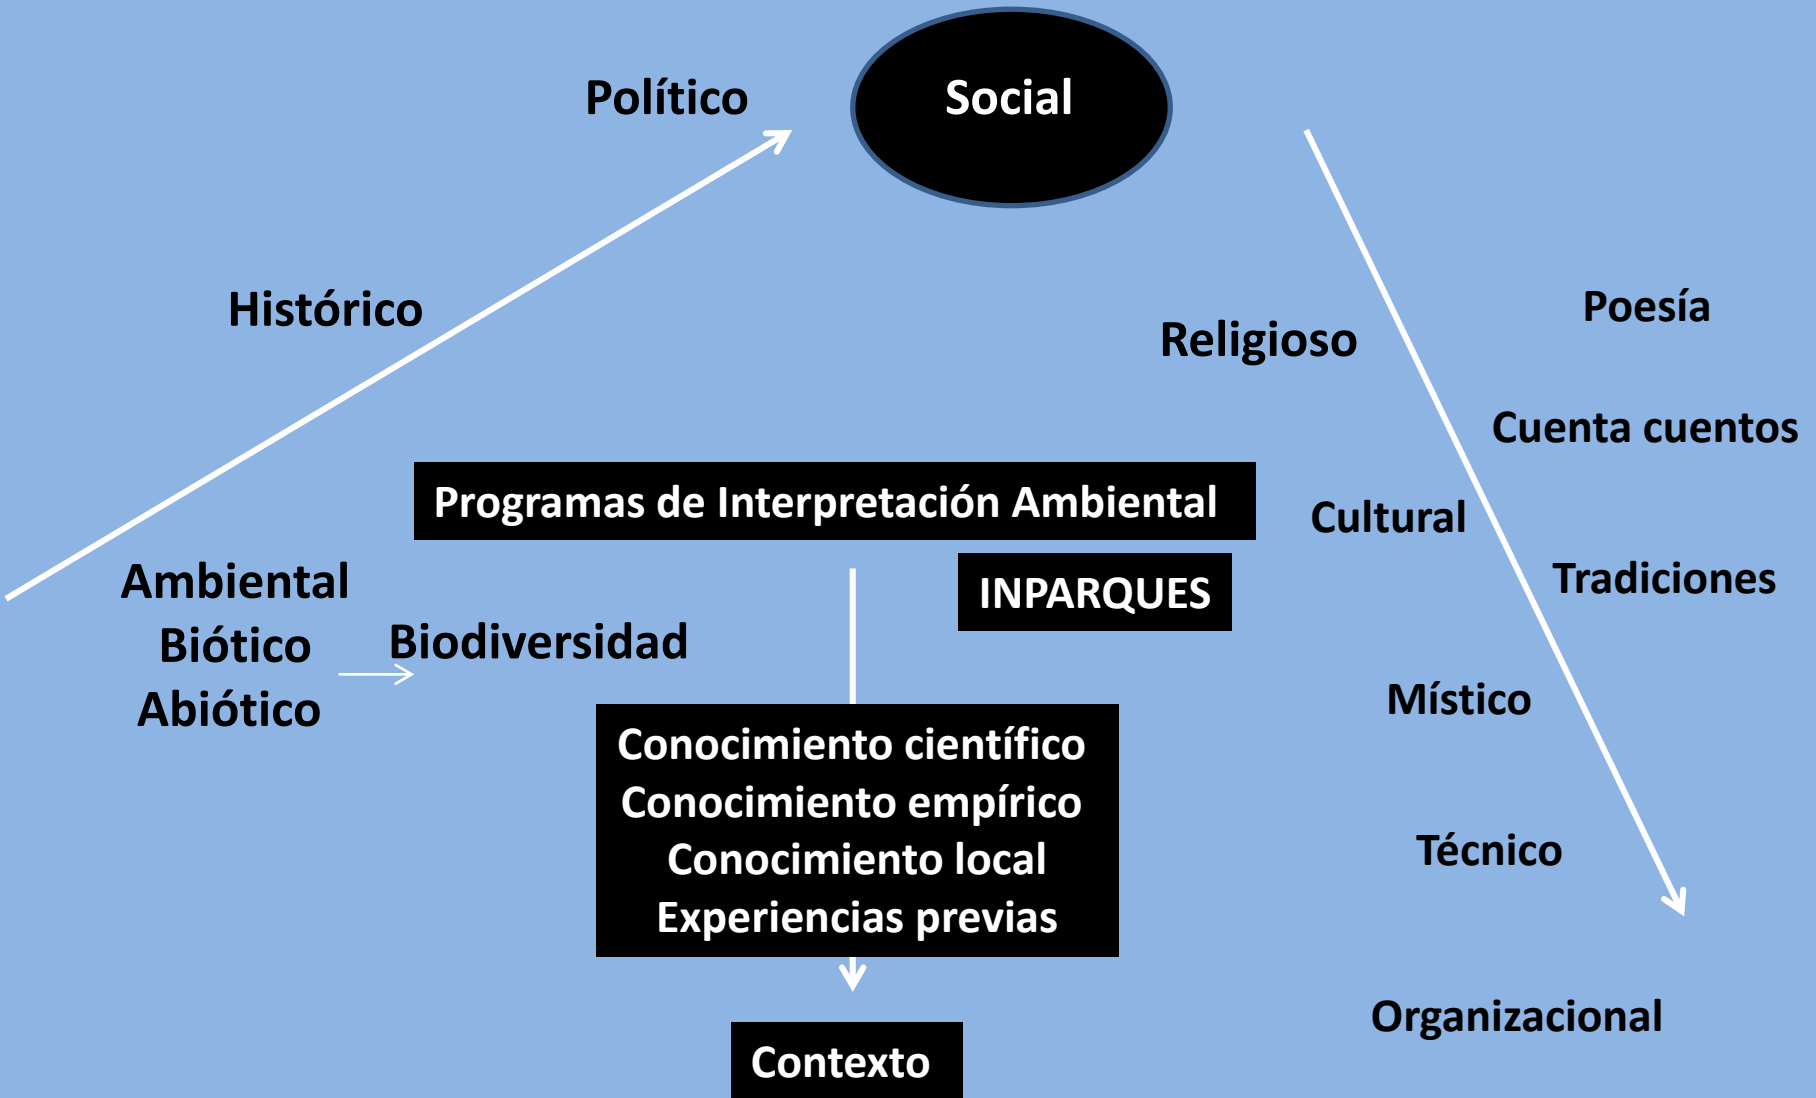 Político
Social
Histórico
Religioso
Poesía
Cuenta cuentos
Programas de Interpretación Ambiental
Cultural
INPARQUES
Tradiciones
Ambiental
Biótico
Abiótico
Biodiversidad
Místico
Conocimiento científico
Conocimiento empírico
Conocimiento local
Experiencias previas
Técnico
Organizacional
Contexto